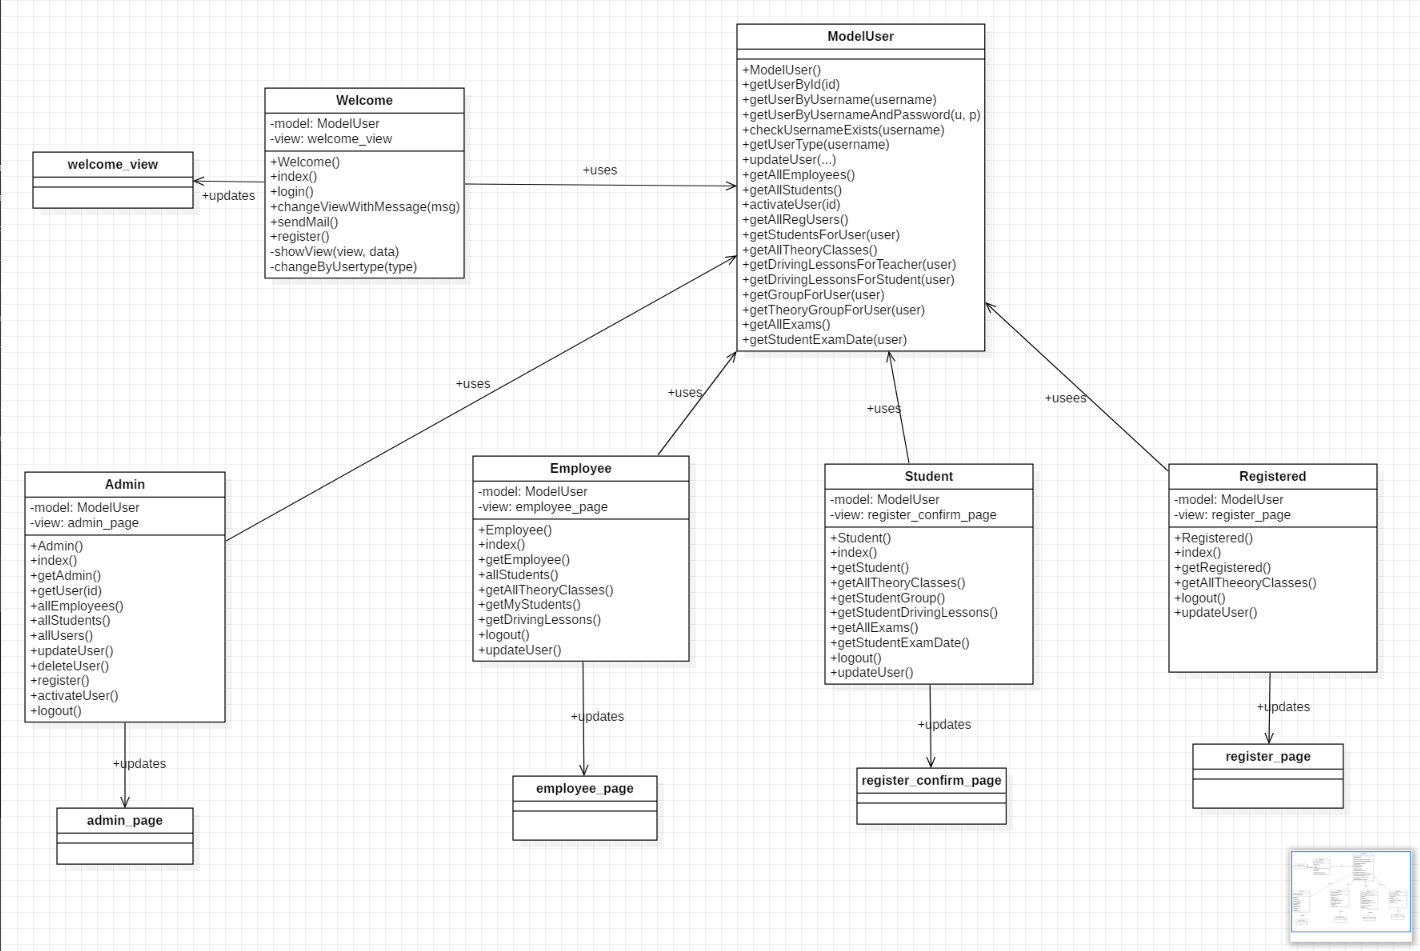 ModelUser
+ModelUser()
+getUserById(id)
+getUserByUsername(username)
+getUserByUsernameAndPassword(u, p)
+checkUsernameExists(username)
+getUserType(username)
+updateUser(...)
+getAllEmployees()
+getAllStudents()
+activateUser(id)
+getAllRegUsers()
+getStudentsForUser(user)
+getAllTheoryClasses()
+getDrivingLessonsForTeacher(user)
+getDrivingLessonsForStudent(user)
+getGroupForUser(user)
+getTheoryGroupForUser(user)
+getAllExams()
+getStudentExamDate(user)
Welcome
-model: ModelUser
-view: welcome_view
+Welcome()
+index()
+login()
+changeViewWithMessage(msg)
+sendMail()
+register()
-showView(view, data)
-changeByUsertype(type)
welcome_view
+updates
+uses
+uses
+uses
+uses
+usees
Admin
-model: ModelUser
-view: admin_page
+Admin()
+index()
+getAdmin()
+getUser(id)
+allEmployees()
+allStudents()
+allUsers()
+updateUser()
+deleteUser()
+register()
+activateUser()
+logout()
Employee
-model: ModelUser
-view: employee_page
+Employee()
+index()
+getEmployee()
+allStudents()
+getAllTheoryClasses()
+getMyStudents()
+getDrivingLessons()
+logout()
+updateUser()
Student
-model: ModelUser
-view: register_confirm_page
+Student()
+index()
+getStudent()
+getAllTheoryClasses()
+getStudentGroup()
+getStudentDrivingLessons()
+getAllExams()
+getStudentExamDate()
+logout()
+updateUser()
Registered
-model: ModelUser
-view: register_page
+Registered()
+index()
+getRegistered()
+getAllTheeoryClasses()
+logout()
+updateUser()
+updates
+updates
+updates
+updates
admin_page
employee_page
register_confirm_page
register_page